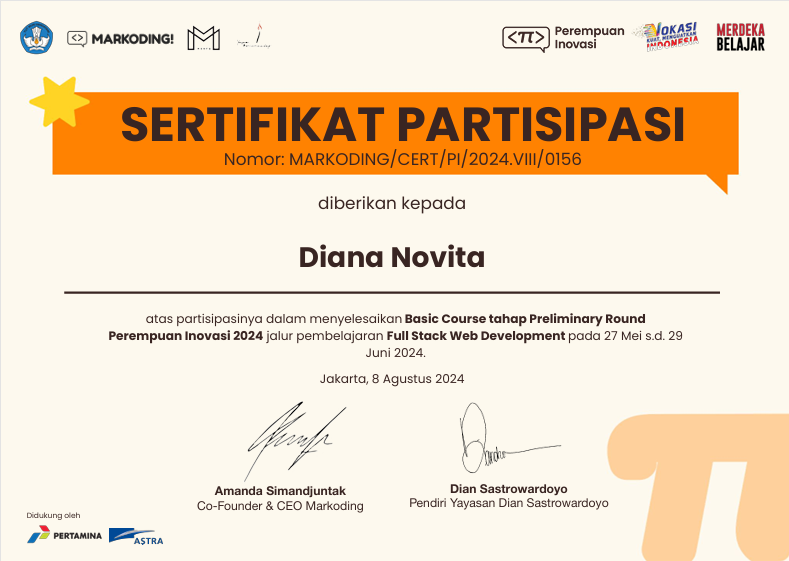 MARKODING!
Perempuan
Inovasi
VOKASI
KUAT, MENGUATKAN
INDONESIA
MERDEKA
BELAJAR
SERTIFIKAT PARTISIPASI
Nomor: MARKODING/CERT/PI/2024.VIII/0156
diberikan kepada
Diana Novita
atas partisipasinya dalam menyelesaikan Basic Course tahap Preliminary Round
Perempuan Inovasi 2024 jalur pembelajaran Full Stack Web Development pada 27 Mei s.d. 29
Juni 2024.
Jakarta, 8 Agustus 2024
Amanda Simandjuntak
Co-Founder & CEO Markoding
Dian Sastrowardoyo
Pendiri Yayasan Dian Sastrowardoyo
Didukung oleh
PERTAMINA
ASTRA